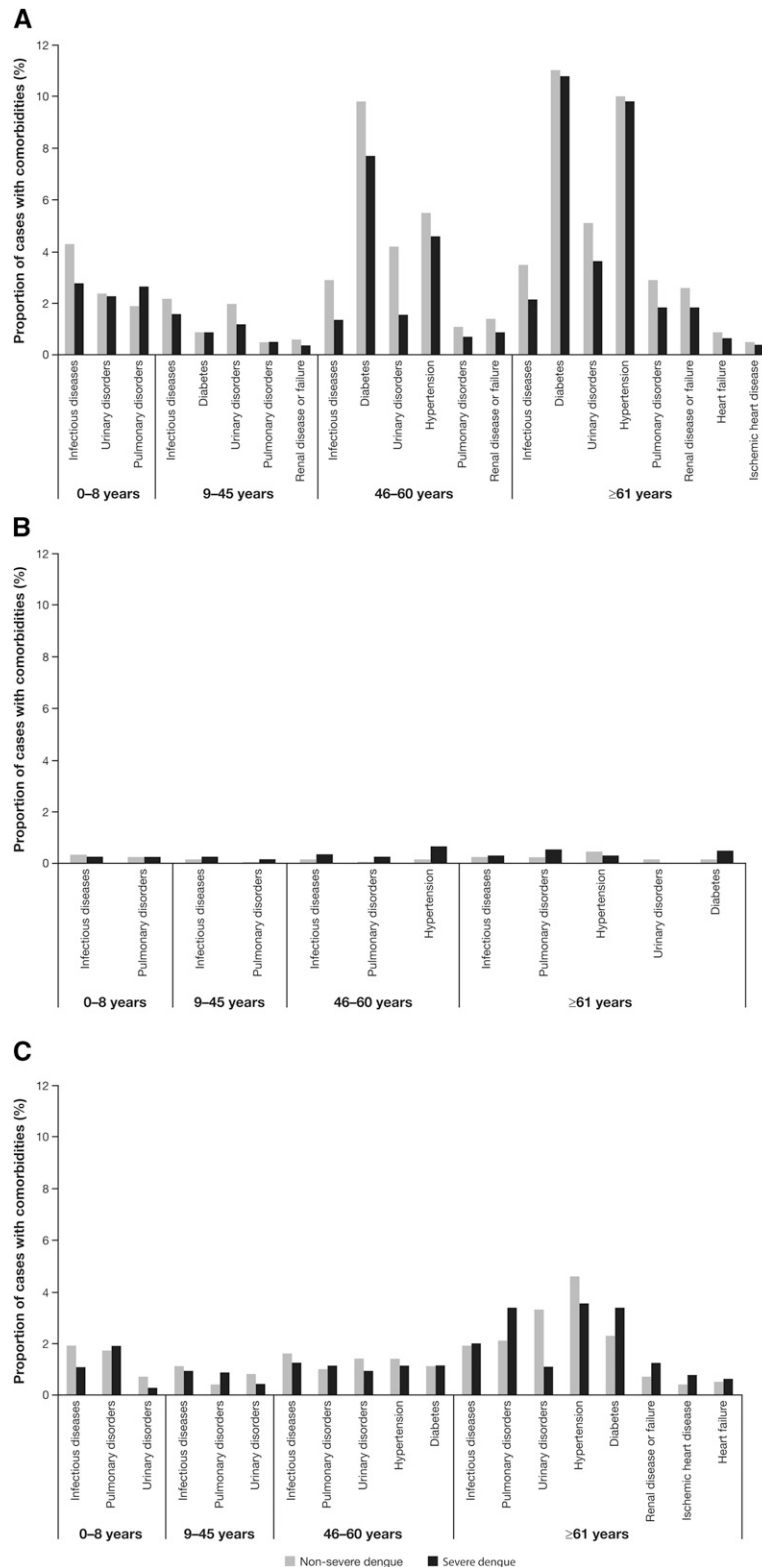 A
Proportion of cases with comorbidities (%)
12
10
8
6
4
2
0
Infectious diseases
Urinary disorders
Pulmonary disorders
Infectious diseases
Diabetes
Urinary disorders
Pulmonary disorders
Renal disease or failure
Infectious diseases
Diabetes
Urinary disorders
Hypertension
Pulmonary disorders
Renal disease or failure
Infectious diseases
Diabetes
Urinary disorders
Hypertension
Pulmonary disorders
Renal disease or failure
Heart failure
Ischemic heart disease
0–8 years
9–45 years
46–60 years
≥61 years
B
Proportion of cases with comorbidities (%)
12
10
8
6
4
2
0
Infectious diseases
Pulmonary disorders
Infectious diseases
Pulmonary disorders
Infectious diseases
Pulmonary disorders
Hypertension
Infectious diseases
Pulmonary disorders
Hypertension
Urinary disorders
Diabetes
0–8 years
9–45 years
46–60 years
≥61 years
C
Proportion of cases with comorbidities (%)
12
10
8
6
4
2
0
Infectious diseases
Pulmonary disorders
Urinary disorders
Infectious diseases
Pulmonary disorders
Urinary disorders
Infectious diseases
Pulmonary disorders
Urinary disorders
Hypertension
Diabetes
Infectious diseases
Pulmonary disorders
Urinary disorders
Hypertension
Diabetes
Renal disease or failure
Ischemic heart disease
Heart failure
0–8 years
9–45 years
46–60 years
≥61 years
Non-severe dengue
Severe dengue